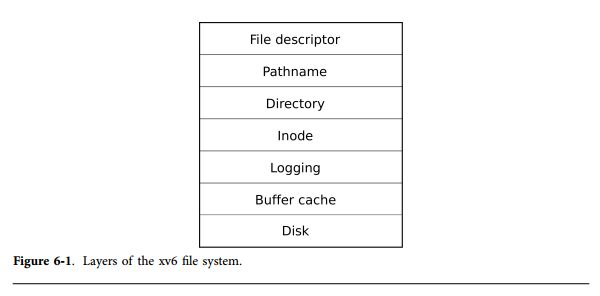 File descriptor
Pathname
Directory
Inode
Logging
Buffer cache
Disk
Figure 6-1. Layers of the xv6 file system.